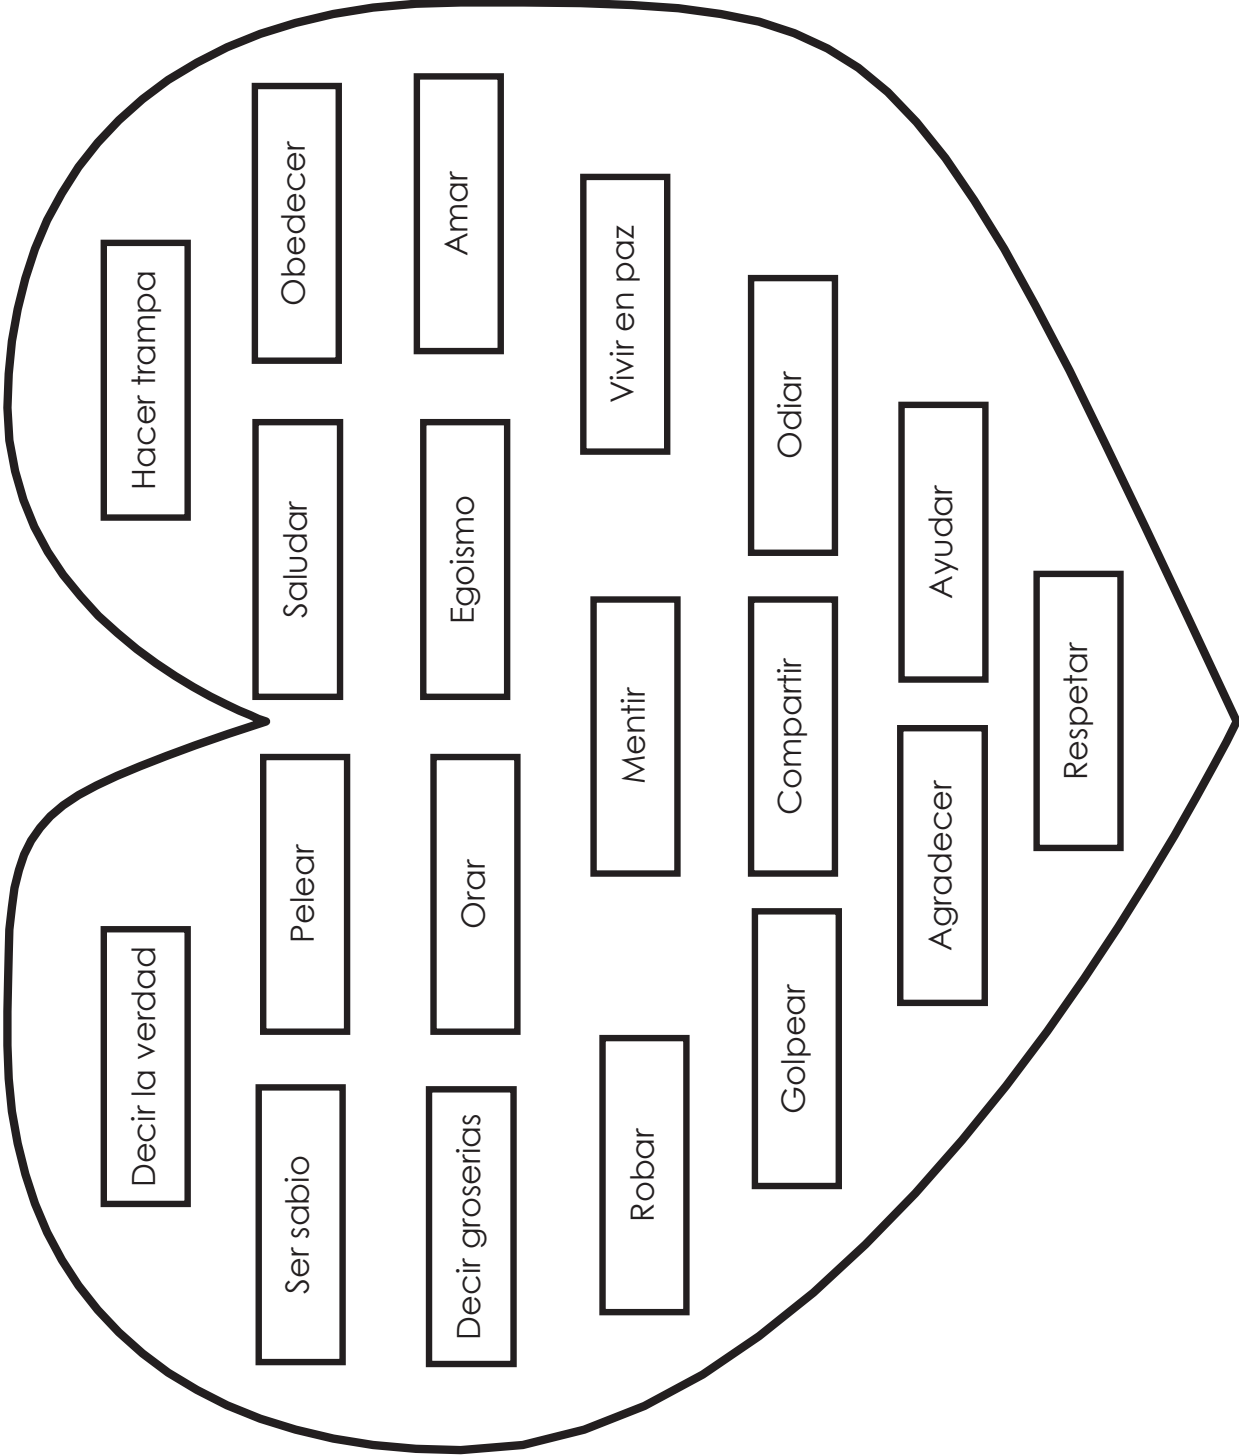 Decir la verdad
Hacer trampa
Ser sabio
Pelear
Saludar
Obedecer
Decir groserias
Orar
Egoismo
Amar
Robar
Mentir
Vivir en paz
Golpear
Compartir
Odiar
Agradecer
Ayudar
Respetar